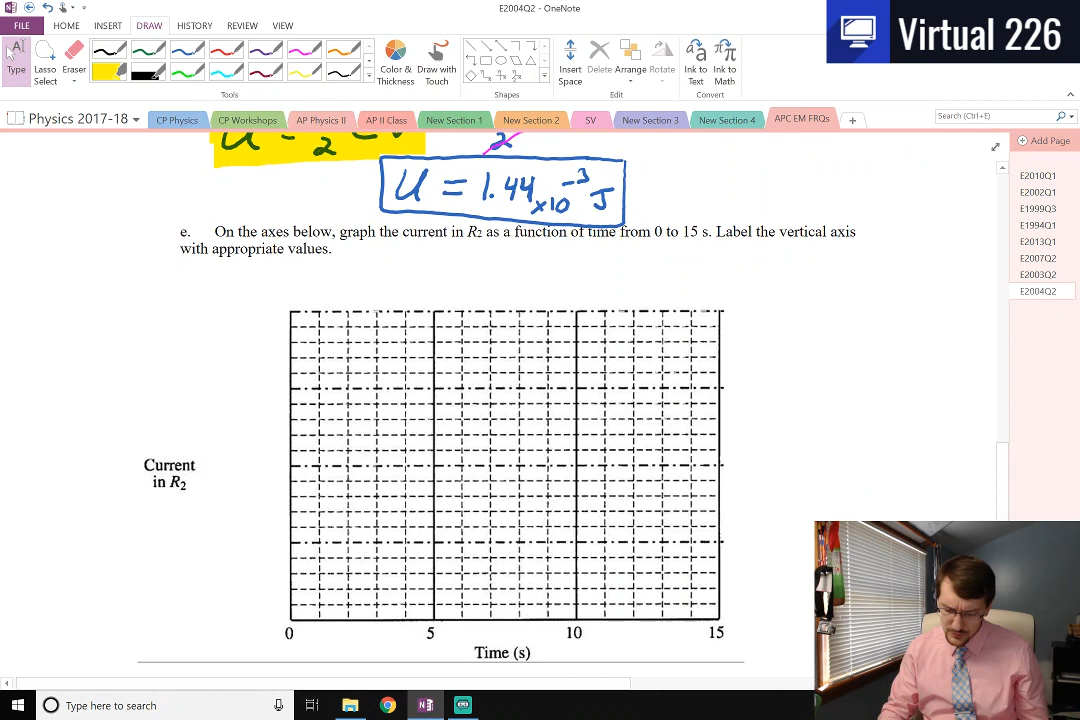 E2004Q2 - OneNote
FILE HOME INSERT DRAW HISTORY REVIEW VIEW
Virtual 226
Type
Lasso Select
Eraser
Color & Thickness
Draw with Touch
Insert Space
Delete
Arrange
Rotate
Ink to Text
Ink to Math
Tools Shapes Edit Convert
Physics 2017-18 CP Physics CP Workshops AP Physics II AP II Class New Section 1 New Section 2 SV New Section 3 New Section 4 APC EM FRQs Search (Ctrl+E)
Add Page
E2010Q1
E2002Q1
E1999Q3
E1994Q1
E2013Q1
E2007Q2
E2003Q2
E2004Q2
U = 1.44 ×10⁻³ J
e. On the axes below, graph the current in R₂ as a function of time from 0 to 15 s. Label the vertical axis
with appropriate values.
Current
in R₂
0 5 10 15
Time (s)
Type here to search